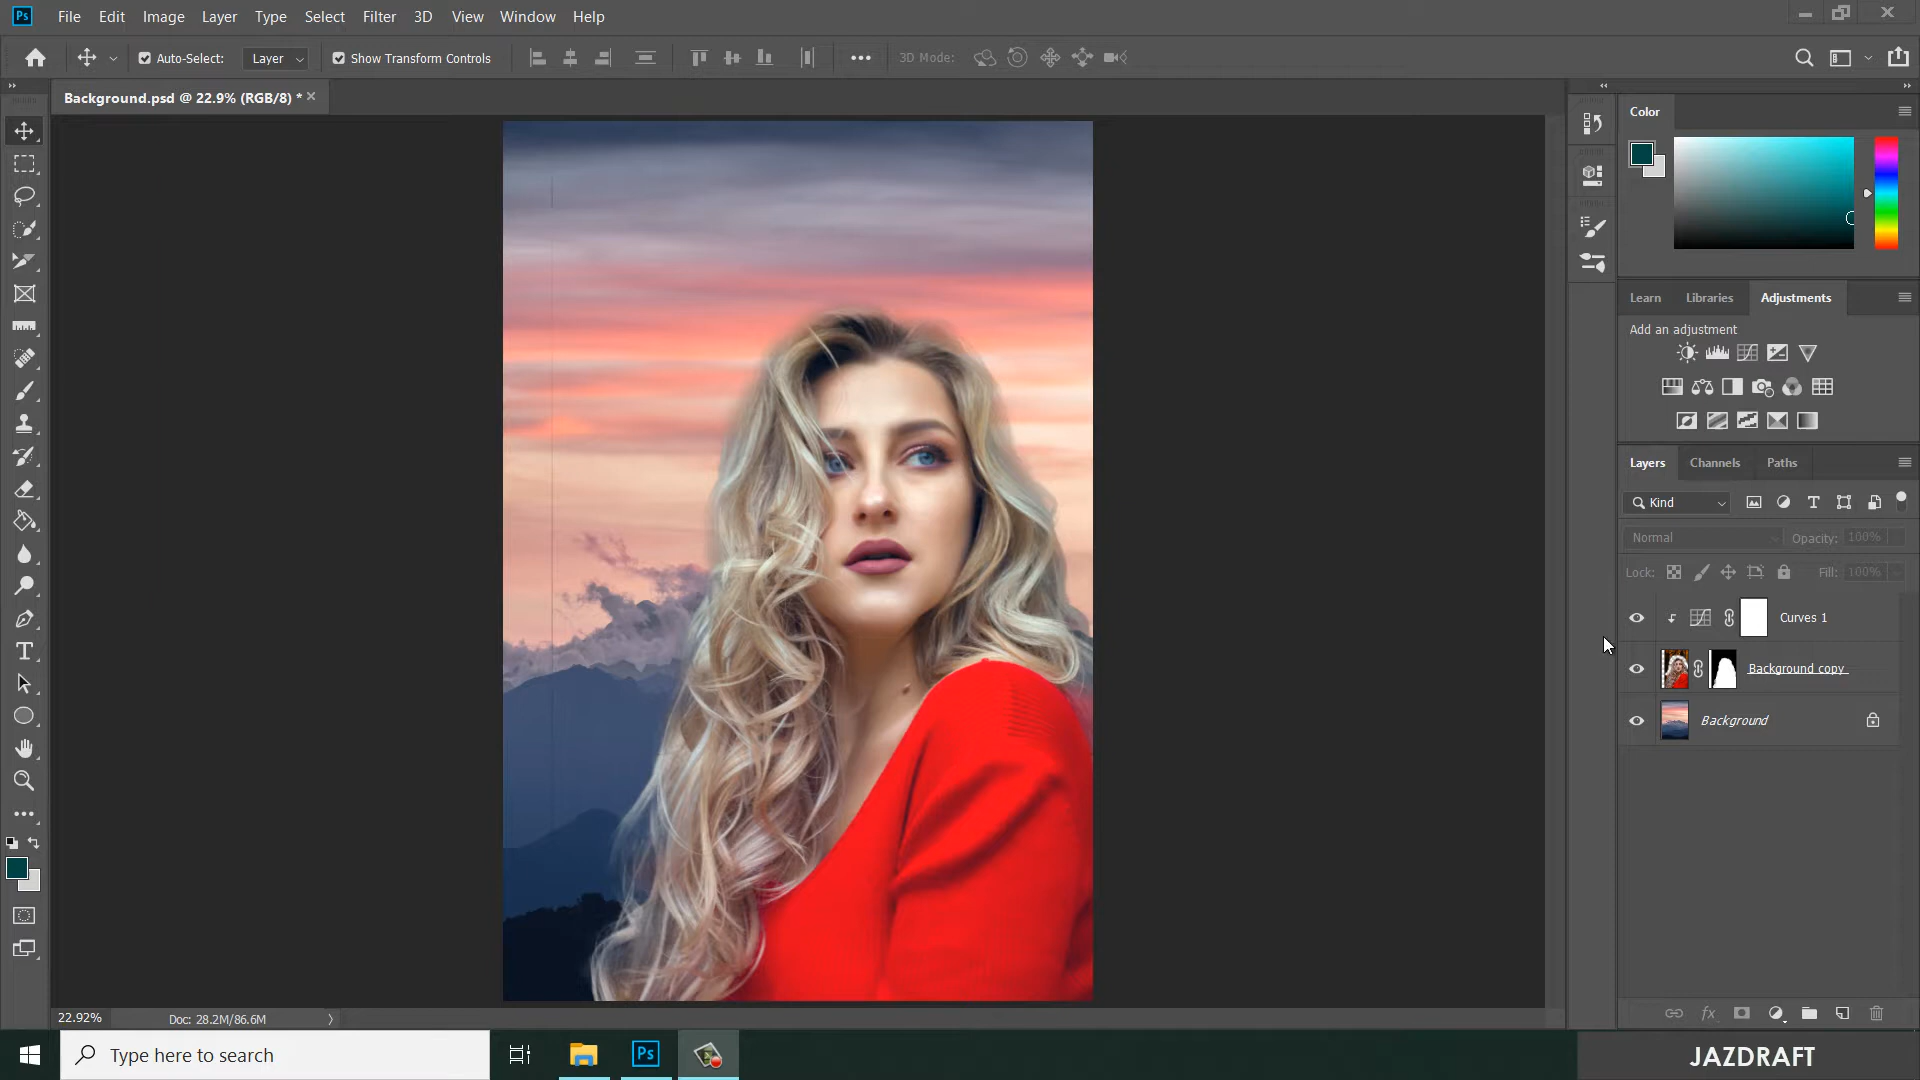 Ps File Edit Image Layer Type Select Filter 3D View Window Help
Auto-Select: Layer Show Transform Controls 3D Mode:
Background.psd @ 22.9% (RGB/8) *
Color
Learn Libraries Adjustments
Add an adjustment
Layers Channels Paths
Kind
Normal Opacity: 100%
Lock: Fill: 100%
Curves 1
Background copy
Background
22.92% Doc: 28.2M/86.6M
Type here to search
Ps
JAZDRAFT